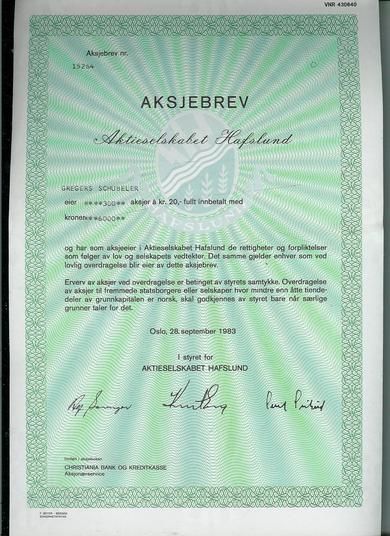 VNR 430640
Aksjebrev nr.
15264
AKSJEBREV
Aktieselskabet Hafslund
GREGERS SCHÜBELER
eier ****300** aksjer à kr. 20,- fullt innbetalt med
kroner **6000**
HAFSLUND
og har som aksjeeier i Aktieselskabet Hafslund de rettigheter og forpliktelser
som følger av lov og selskapets vedtekter. Det samme gjelder enhver som ved
lovlig overdragelse blir eier av dette aksjebrev.
Erverv av aksjer ved overdragelse er betinget av styrets samtykke. Overdragelse
av aksjer til fremmede statsborgere eller selskaper hvor mindre enn åtte tiende-
deler av grunnkapitalen er norsk, skal godkjennes av styret bare når særlige
grunner taler for det.
Oslo, 28. september 1983
I styret for
AKTIESELSKABET HAFSLUND
Innført i aksjeboken
CHRISTIANIA BANK OG KREDITKASSE
Aksjonærservice